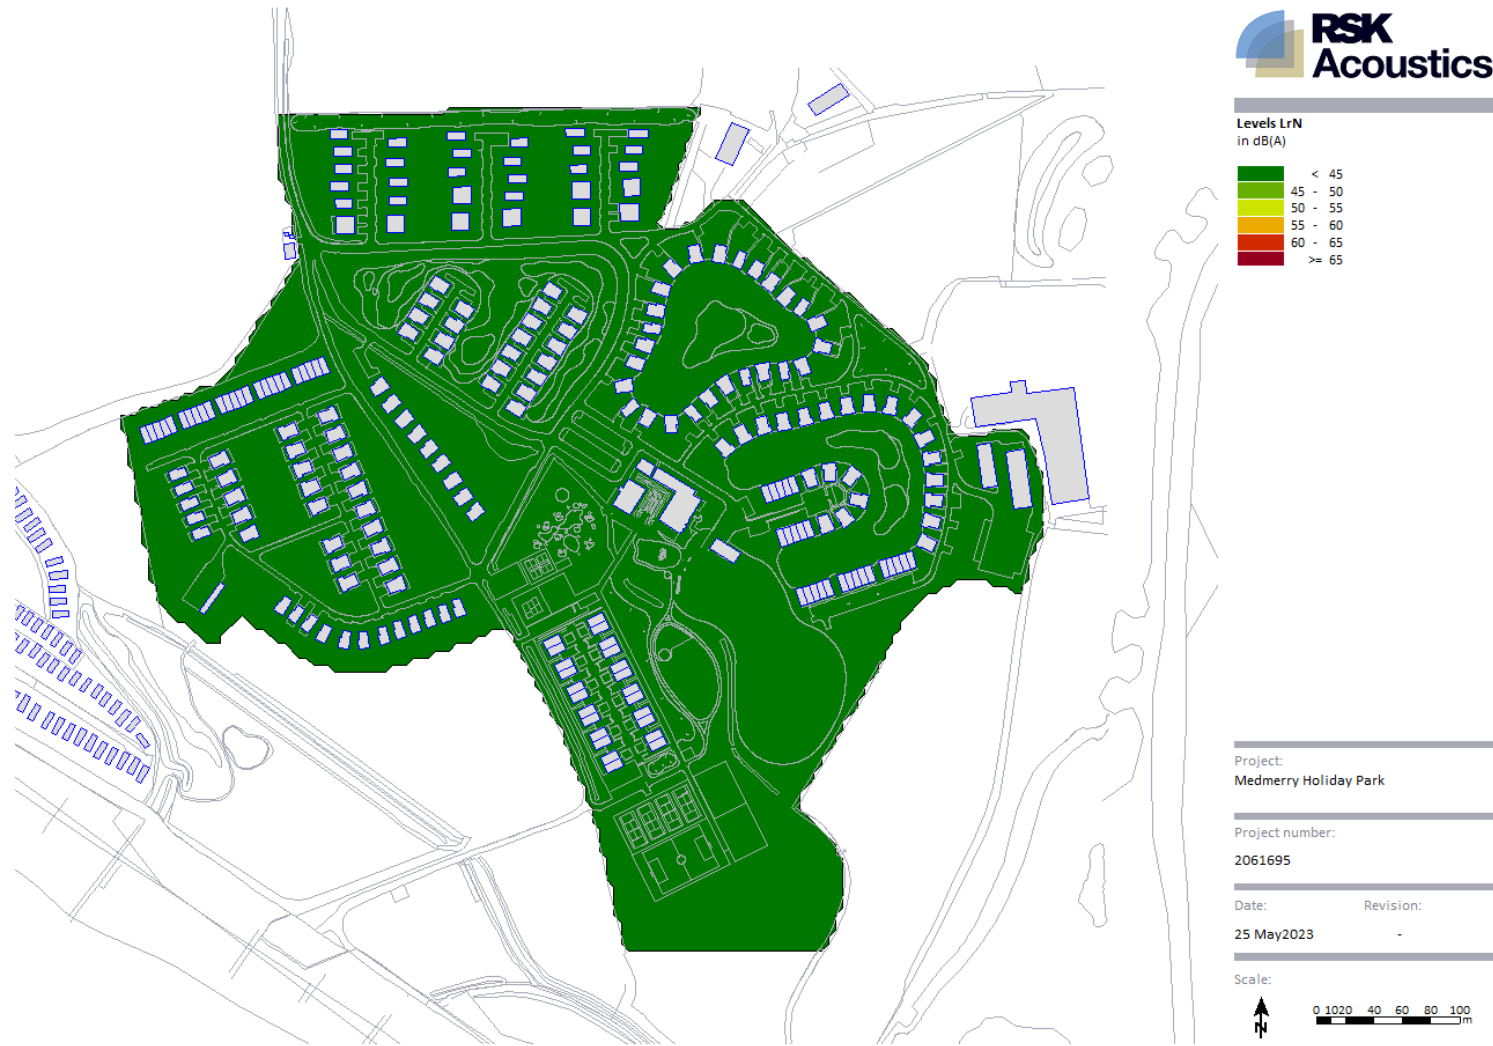 RSK
Acoustics
Levels LrN
in dB(A)
< 45
45 - 50
50 - 55
55 - 60
60 - 65
>= 65
Project:
Medmerry Holiday Park
Project number:
2061695
Date: Revision:
25 May2023 -
Scale:
N
0 1020 40 60 80 100
m